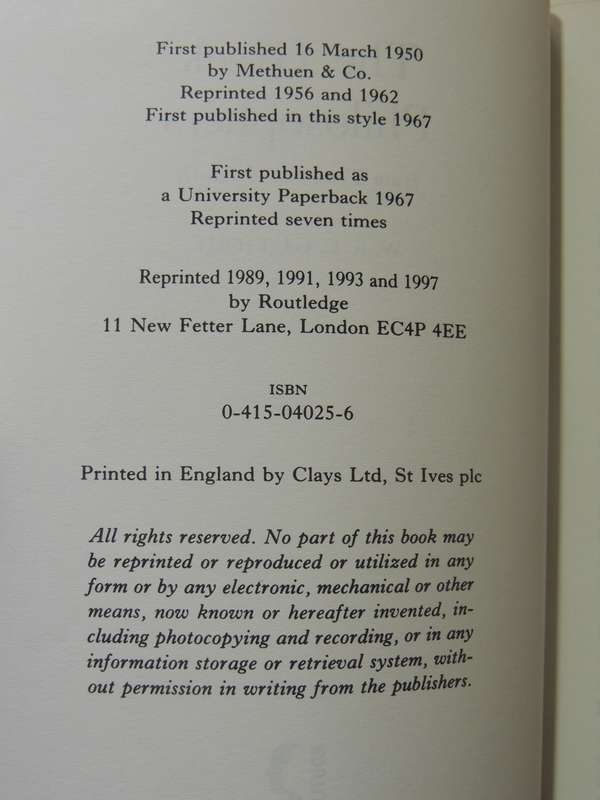 First published 16 March 1950
by Methuen & Co.
Reprinted 1956 and 1962
First published in this style 1967
First published as
a University Paperback 1967
Reprinted seven times
Reprinted 1989, 1991, 1993 and 1997
by Routledge
11 New Fetter Lane, London EC4P 4EE
ISBN
0-415-04025-6
Printed in England by Clays Ltd, St Ives plc
All rights reserved. No part of this book may
be reprinted or reproduced or utilized in any
form or by any electronic, mechanical or other
means, now known or hereafter invented, in-
cluding photocopying and recording, or in any
information storage or retrieval system, with-
out permission in writing from the publishers.